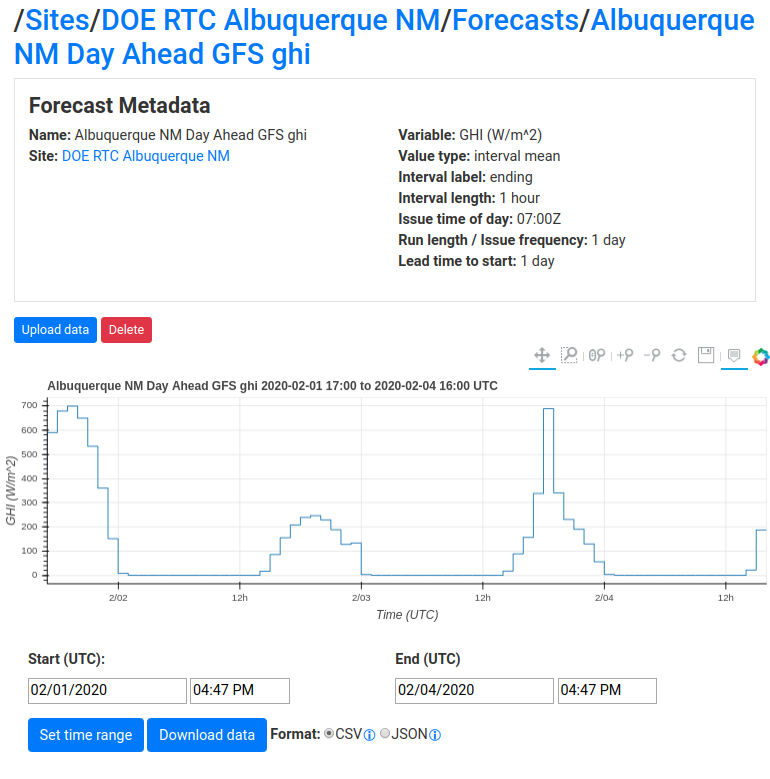 /Sites/DOE RTC Albuquerque NM/Forecasts/Albuquerque
NM Day Ahead GFS ghi
Forecast Metadata
Name: Albuquerque NM Day Ahead GFS ghi
Site: DOE RTC Albuquerque NM
Variable: GHI (W/m^2)
Value type: interval mean
Interval label: ending
Interval length: 1 hour
Issue time of day: 07:00Z
Run length / Issue frequency: 1 day
Lead time to start: 1 day
Upload data Delete
Albuquerque NM Day Ahead GFS ghi 2020-02-01 17:00 to 2020-02-04 16:00 UTC
GHI (W/m^2)
700
600
500
400
300
200
100
0
2/02 12h 2/03 12h 2/04 12h
Time (UTC)
Start (UTC): End (UTC)
02/01/2020 04:47 PM 02/04/2020 04:47 PM
Set time range Download data Format: CSV JSON